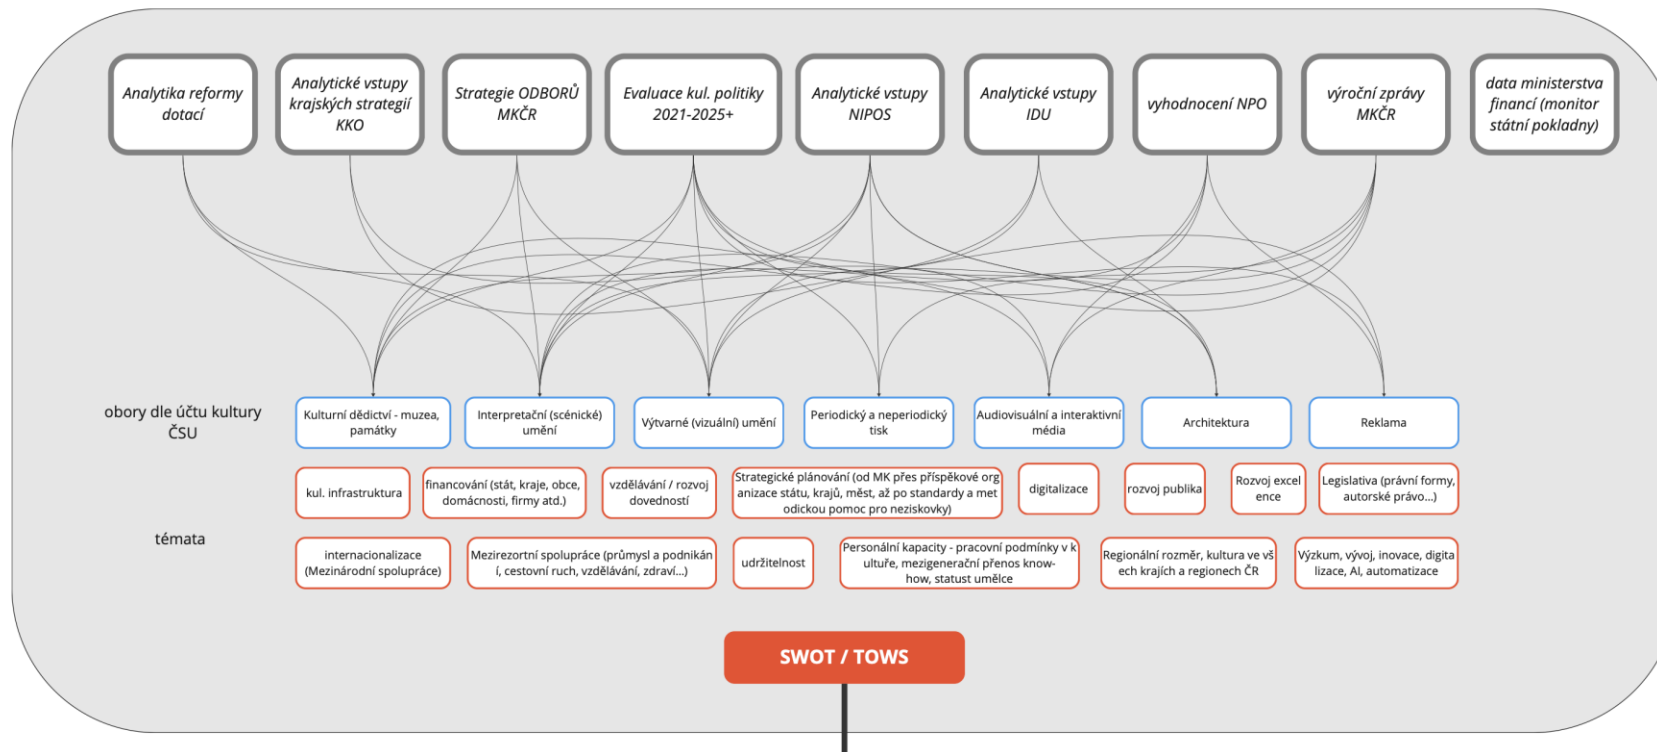 Analytika reformy
dotací
Analytické vstupy
krajských strategií
KKO
Strategie ODBORŮ
MKČR
Evaluace kul. politiky
2021-2025+
Analytické vstupy
NIPOS
Analytické vstupy
IDU
vyhodnocení NPO
výroční zprávy
MKČR
data ministerstva
financí (monitor
státní pokladny)
obory dle účtu kultury
ČSU
Kulturní dědictví - muzea,
památky
Interpretační (scénické)
umění
Výtvarné (vizuální) umění
Periodický a neperiodický
tisk
Audiovisuální a interaktivní
média
Architektura
Reklama
témata
kul. infrastruktura
financování (stát, kraje, obce,
domácnosti, firmy atd.)
vzdělávání / rozvoj
dovedností
Strategické plánování (od MK přes příspěkové org
anizace státu, krajů, měst, až po standardy a met
odickou pomoc pro neziskovky)
digitalizace
rozvoj publika
Rozvoj excel
ence
Legislativa (právní formy,
autorské právo...)
internacionalizace
(Mezinárodní spolupráce)
Mezirezortní spolupráce (průmysl a podnikán
í, cestovní ruch, vzdělávání, zdraví...)
udržitelnost
Personální kapacity - pracovní podmínky v k
ultuře, mezigenerační přenos know-
how, statust umělce
Regionální rozměr, kultura ve vš
ech krajích a regionech ČR
Výzkum, vývoj, inovace, digita
lizace, AI, automatizace
SWOT / TOWS